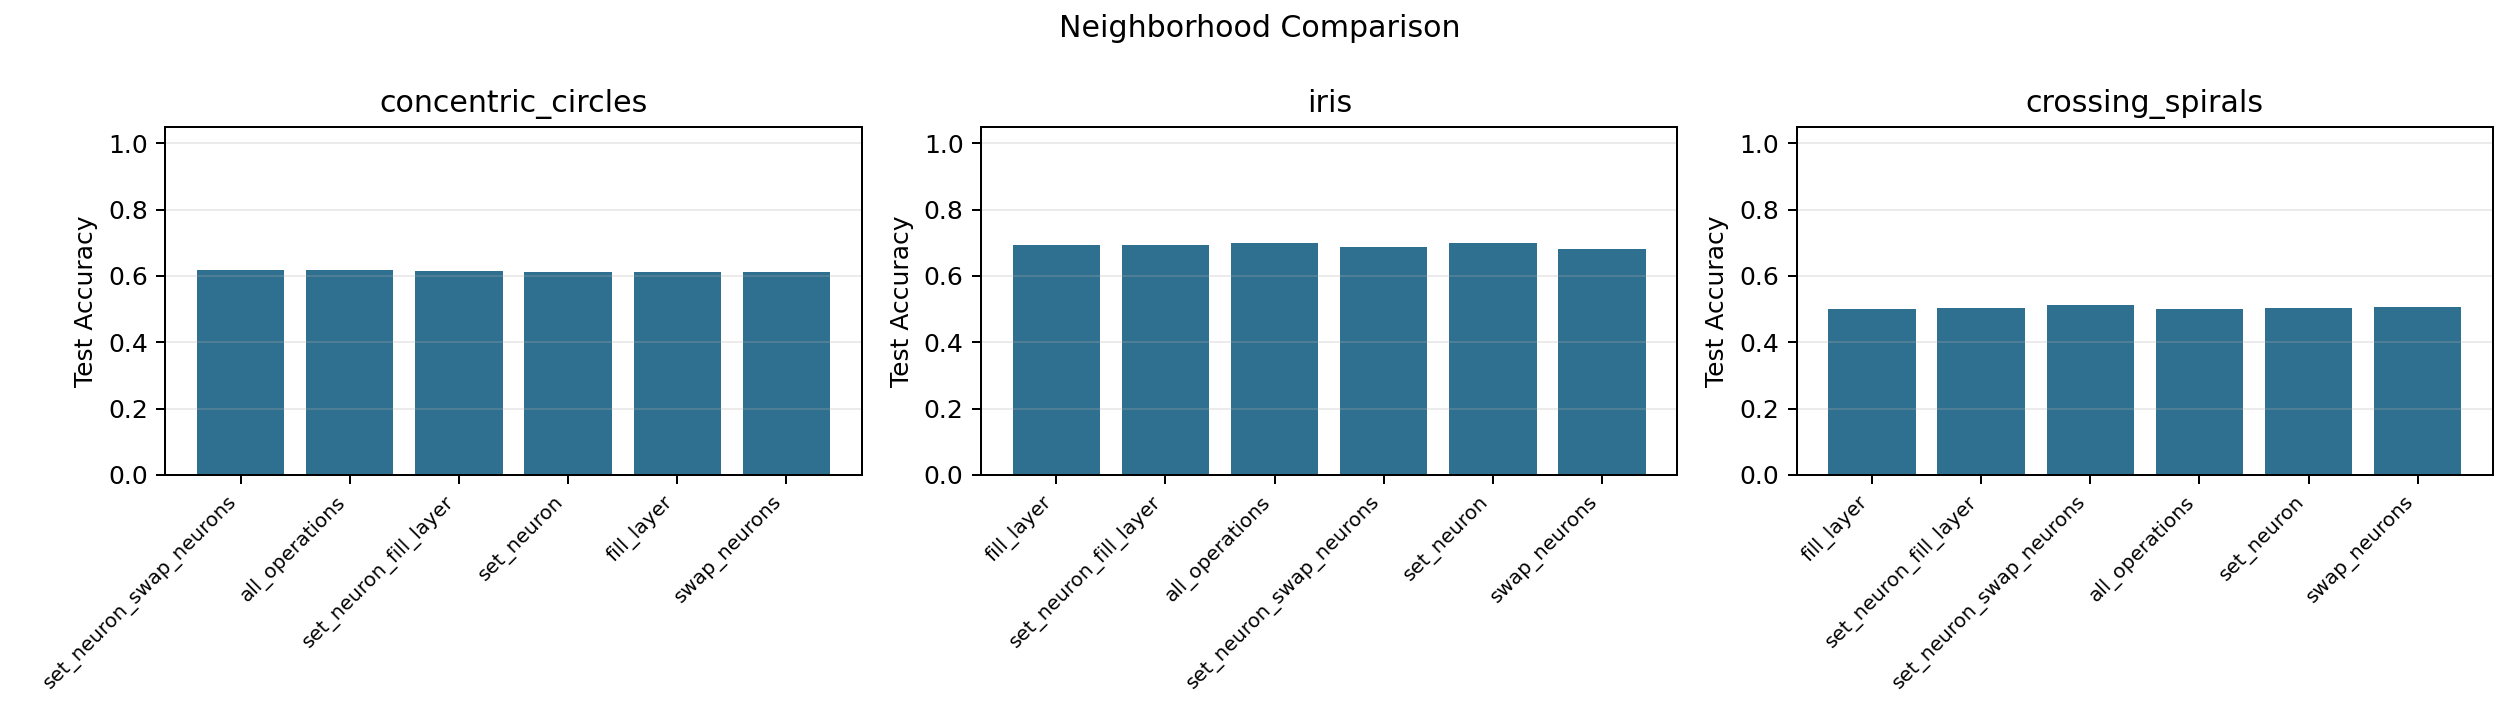 Neighborhood Comparison
concentric_circles
Test Accuracy
1.0
0.8
0.6
0.4
0.2
0.0
set_neuron_swap_neurons
all_operations
set_neuron_fill_layer
set_neuron
fill_layer
swap_neurons
iris
Test Accuracy
1.0
0.8
0.6
0.4
0.2
0.0
fill_layer
set_neuron_fill_layer
all_operations
set_neuron_swap_neurons
set_neuron
swap_neurons
crossing_spirals
Test Accuracy
1.0
0.8
0.6
0.4
0.2
0.0
fill_layer
set_neuron_fill_layer
set_neuron_swap_neurons
all_operations
set_neuron
swap_neurons